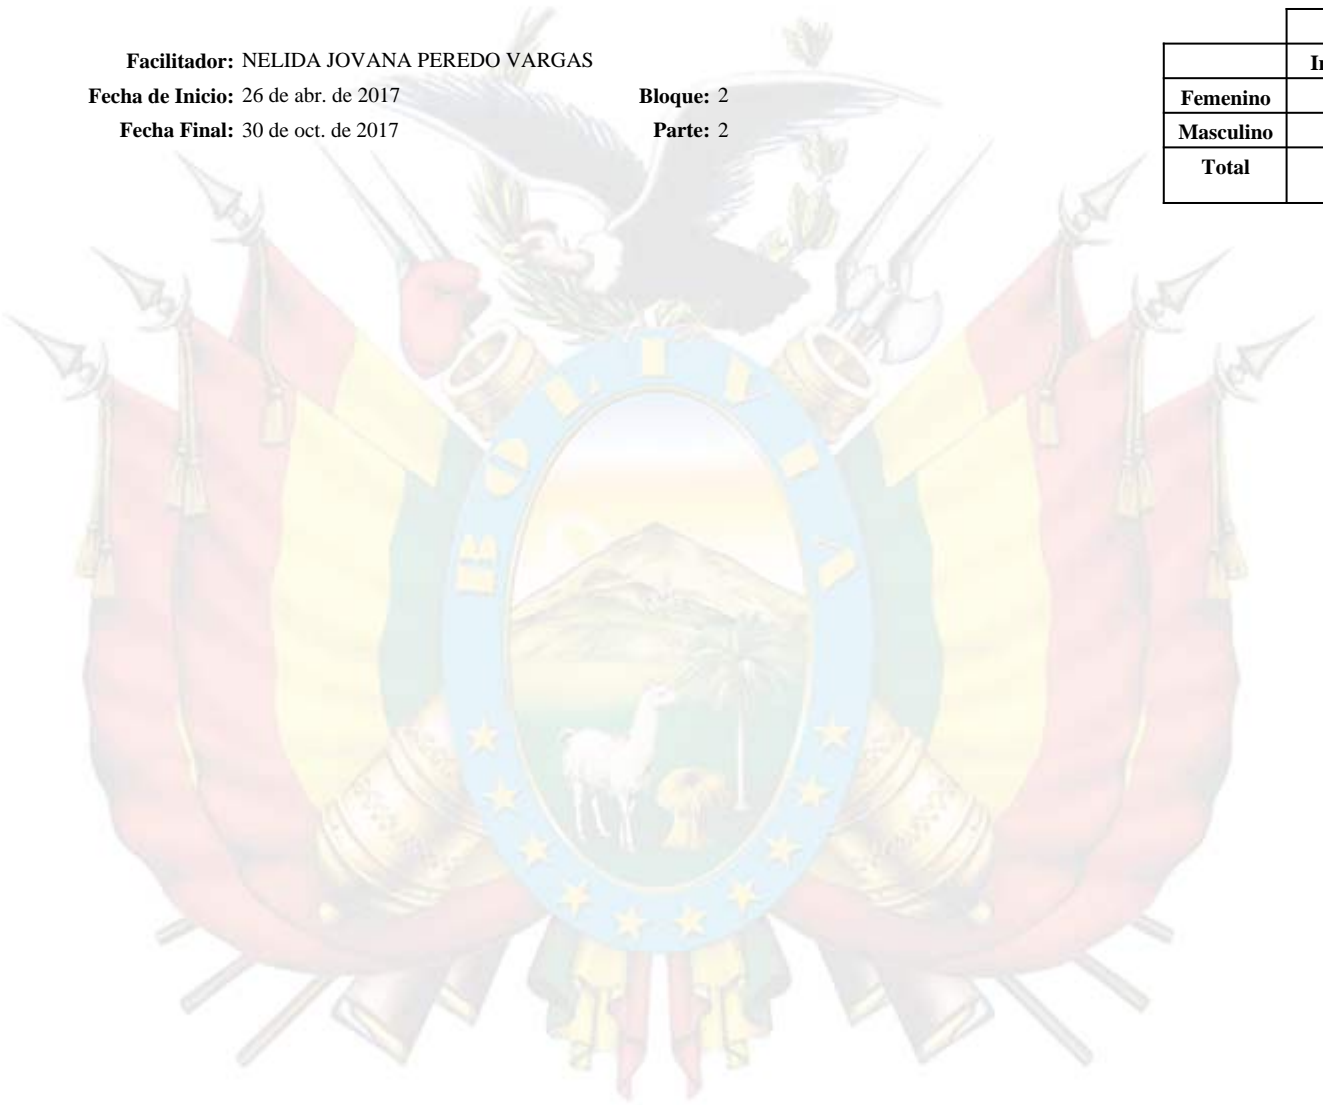 Facilitador: NELIDA JOVANA PEREDO VARGAS
Fecha de Inicio: 26 de abr. de 2017 Bloque: 2
Fecha Final: 30 de oct. de 2017 Parte: 2
Femenino
Masculino
Total
BOLIVIA